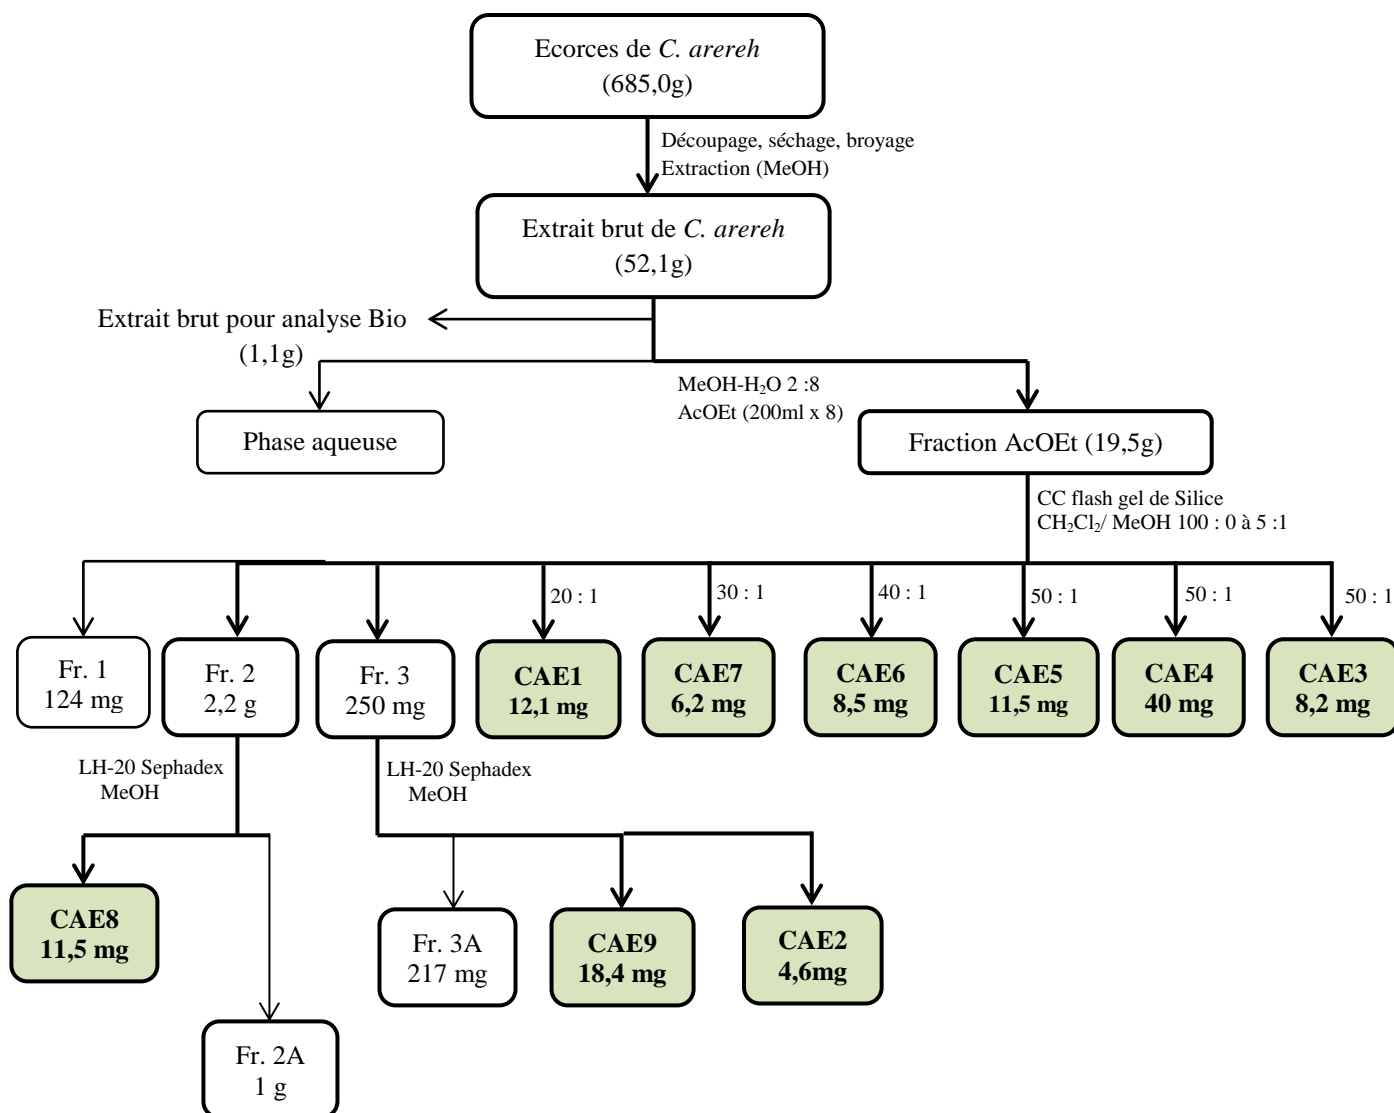 Ecorces de C. arereh
(685,0g)
Découpage, séchage, broyage
Extraction (MeOH)
Extrait brut de C. arereh
(52,1g)
Extrait brut pour analyse Bio
(1,1g)
MeOH-H₂O 2 :8
AcOEt (200ml x 8)
Phase aqueuse
Fraction AcOEt (19,5g)
CC flash gel de Silice
CH₂Cl₂/ MeOH 100 : 0 à 5 :1
20 : 1
30 : 1
40 : 1
50 : 1
50 : 1
50 : 1
Fr. 1
124 mg
Fr. 2
2,2 g
Fr. 3
250 mg
CAE1
12,1 mg
CAE7
6,2 mg
CAE6
8,5 mg
CAE5
11,5 mg
CAE4
40 mg
CAE3
8,2 mg
LH-20 Sephadex
MeOH
LH-20 Sephadex
MeOH
CAE8
11,5 mg
Fr. 3A
217 mg
CAE9
18,4 mg
CAE2
4,6mg
Fr. 2A
1 g